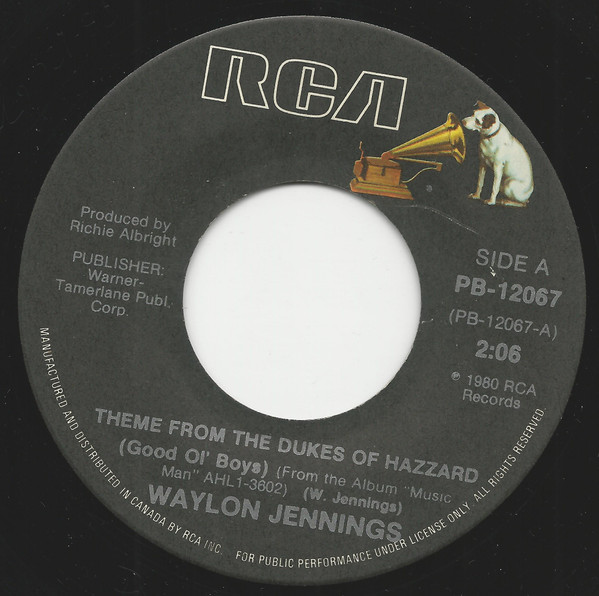 RCA
Produced by
Richie Albright
PUBLISHER:
Warner-
Tamerlane Publ.
Corp.
SIDE A
PB-12067
(PB-12067-A)
2:06
℗ 1980 RCA
Records
THEME FROM THE DUKES OF HAZZARD
(Good Ol' Boys) (From the Album "Music
Man" AHL1-3602) (W. Jennings)
WAYLON JENNINGS
MANUFACTURED AND DISTRIBUTED IN CANADA BY RCA INC. FOR PUBLIC PERFORMANCE UNDER LICENSE ONLY. ALL RIGHTS RESERVED.